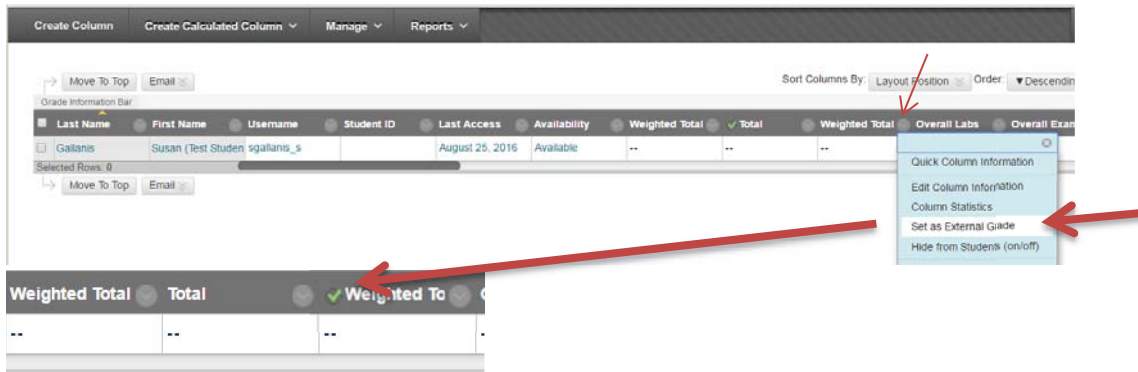 Create Column Create Calculated Column Manage Reports
Move To Top Email Sort Columns By: Layout Position Order: ▼Descendin
Grade Information Bar
Last Name First Name Username Student ID Last Access Availability Weighted Total Total Weighted Total Overall Labs Overall Exan
Gallanis Susan (Test Studen sgallanis_s August 25, 2016 Available -- -- --
Selected Rows: 0
Move To Top Email
Quick Column Information
Edit Column Information
Column Statistics
Set as External Grade
Hide from Students (on/off)
Weighted Total Total Weighted To
-- -- --